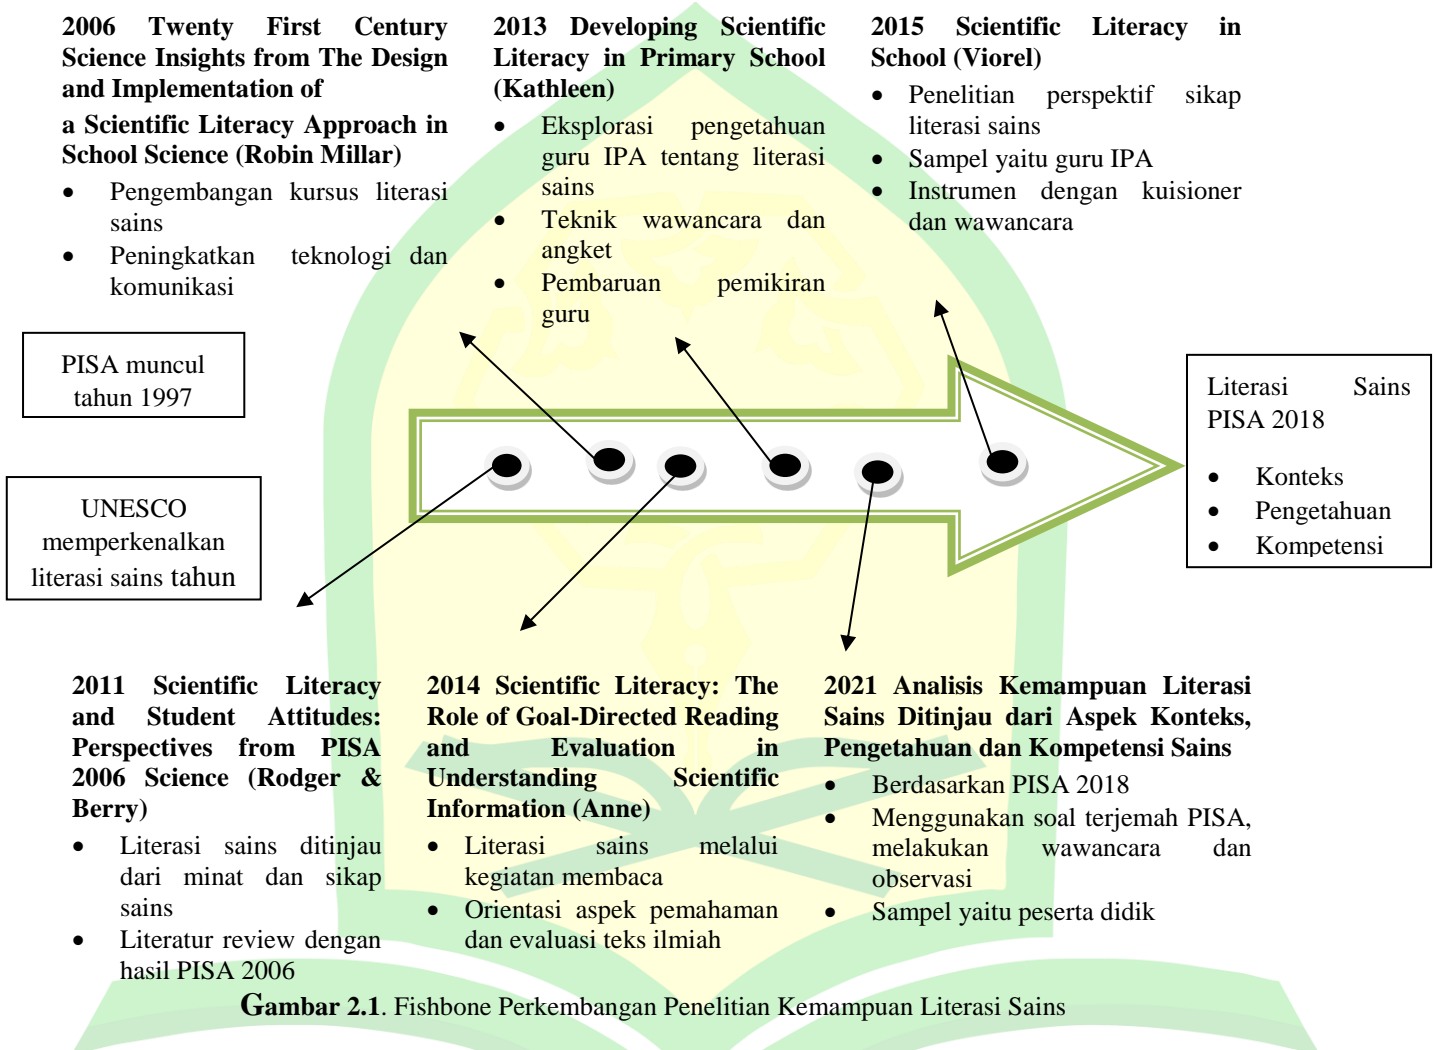 2006 Twenty First Century
Science Insights from The Design
and Implementation of
a Scientific Literacy Approach in
School Science (Robin Millar)
• Pengembangan kursus literasi
sains
• Peningkatkan teknologi dan
komunikasi
2013 Developing Scientific
Literacy in Primary School
(Kathleen)
• Eksplorasi pengetahuan
guru IPA tentang literasi
sains
• Teknik wawancara dan
angket
• Pembaruan pemikiran
guru
2015 Scientific Literacy in
School (Viorel)
• Penelitian perspektif sikap
literasi sains
• Sampel yaitu guru IPA
• Instrumen dengan kuisioner
dan wawancara
PISA muncul
tahun 1997
UNESCO
memperkenalkan
literasi sains tahun
Literasi Sains
PISA 2018
• Konteks
• Pengetahuan
• Kompetensi
2011 Scientific Literacy
and Student Attitudes:
Perspectives from PISA
2006 Science (Rodger &
Berry)
• Literasi sains ditinjau
dari minat dan sikap
sains
• Literatur review dengan
hasil PISA 2006
2014 Scientific Literacy: The
Role of Goal-Directed Reading
and Evaluation in
Understanding Scientific
Information (Anne)
• Literasi sains melalui
kegiatan membaca
• Orientasi aspek pemahaman
dan evaluasi teks ilmiah
2021 Analisis Kemampuan Literasi
Sains Ditinjau dari Aspek Konteks,
Pengetahuan dan Kompetensi Sains
• Berdasarkan PISA 2018
• Menggunakan soal terjemah PISA,
melakukan wawancara dan
observasi
• Sampel yaitu peserta didik
Gambar 2.1. Fishbone Perkembangan Penelitian Kemampuan Literasi Sains